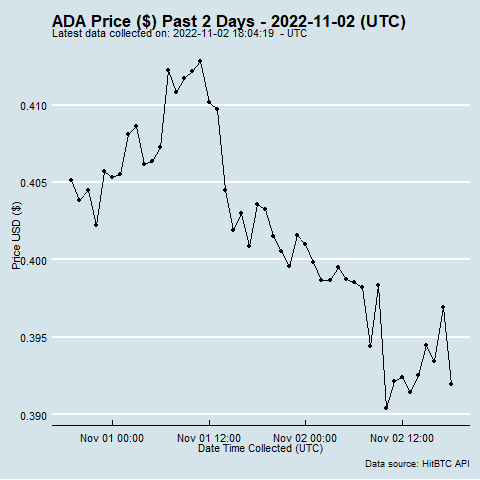 ADA Price ($) Past 2 Days - 2022-11-02 (UTC)
Latest data collected on: 2022-11-02 18:04:19 - UTC
0.410
0.405
0.400
0.395
0.390
Price USD ($)
Nov 01 00:00 Nov 01 12:00 Nov 02 00:00 Nov 02 12:00
Date Time Collected (UTC)
Data source: HitBTC API